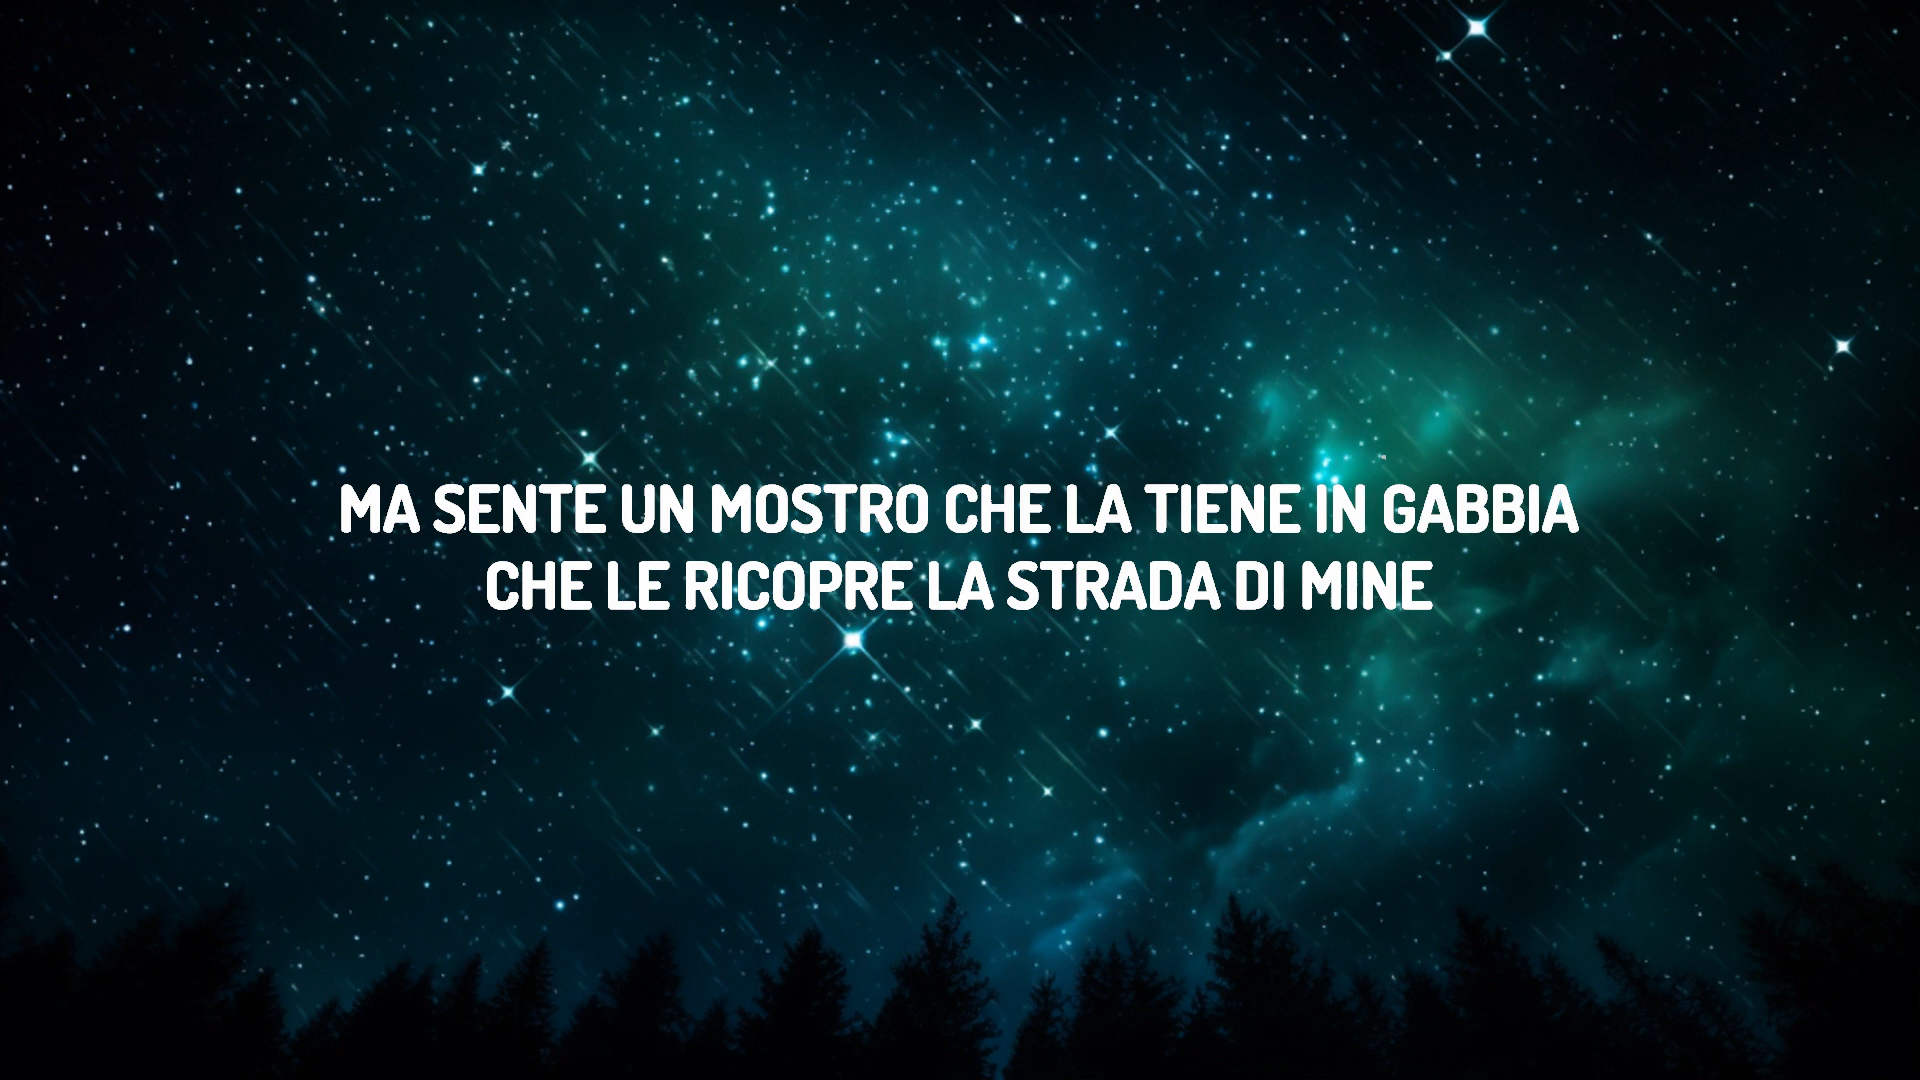 MA SENTE UN MOSTRO CHE LA TIENE IN GABBIA
CHE LE RICOPRE LA STRADA DI MINE